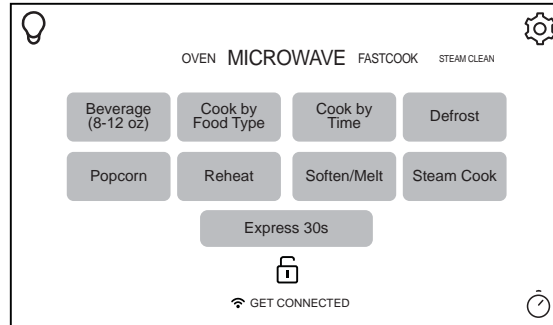 OVEN MICROWAVE FASTCOOK STEAM CLEAN
Beverage
(8-12 oz)
Cook by
Food Type
Cook by
Time
Defrost
Popcorn
Reheat
Soften/Melt
Steam Cook
Express 30s
GET CONNECTED